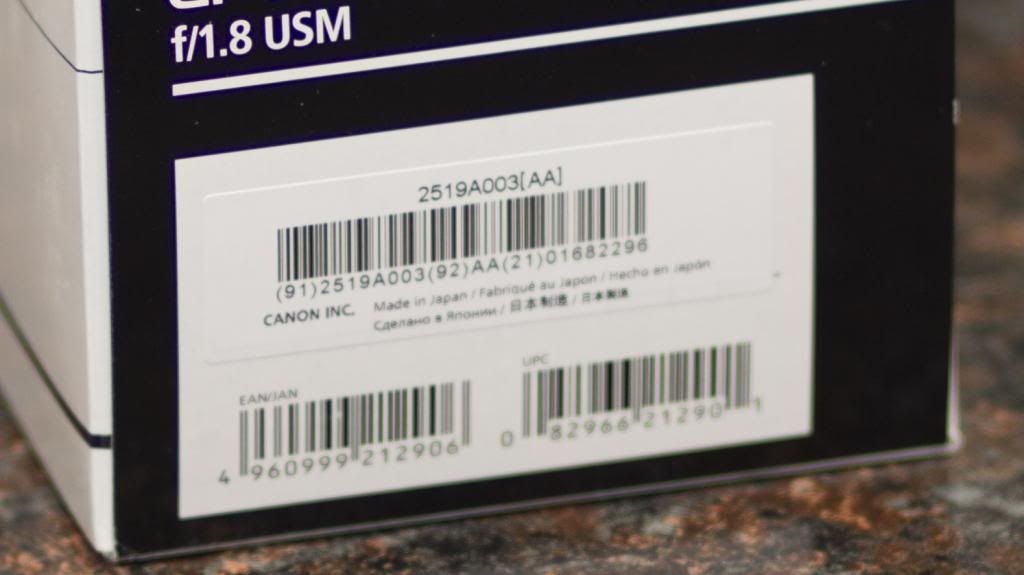 f/1.8 USM
2519A003[AA]
(91)2519A003(92)AA(21)01682296
CANON INC.
Made in Japan / Fabriqué au Japon / Hecho en Japón
Сделано в Японии / 日本制造 / 日本製造
EAN/JAN
4 960999 212906
UPC
0 82966 21290 1